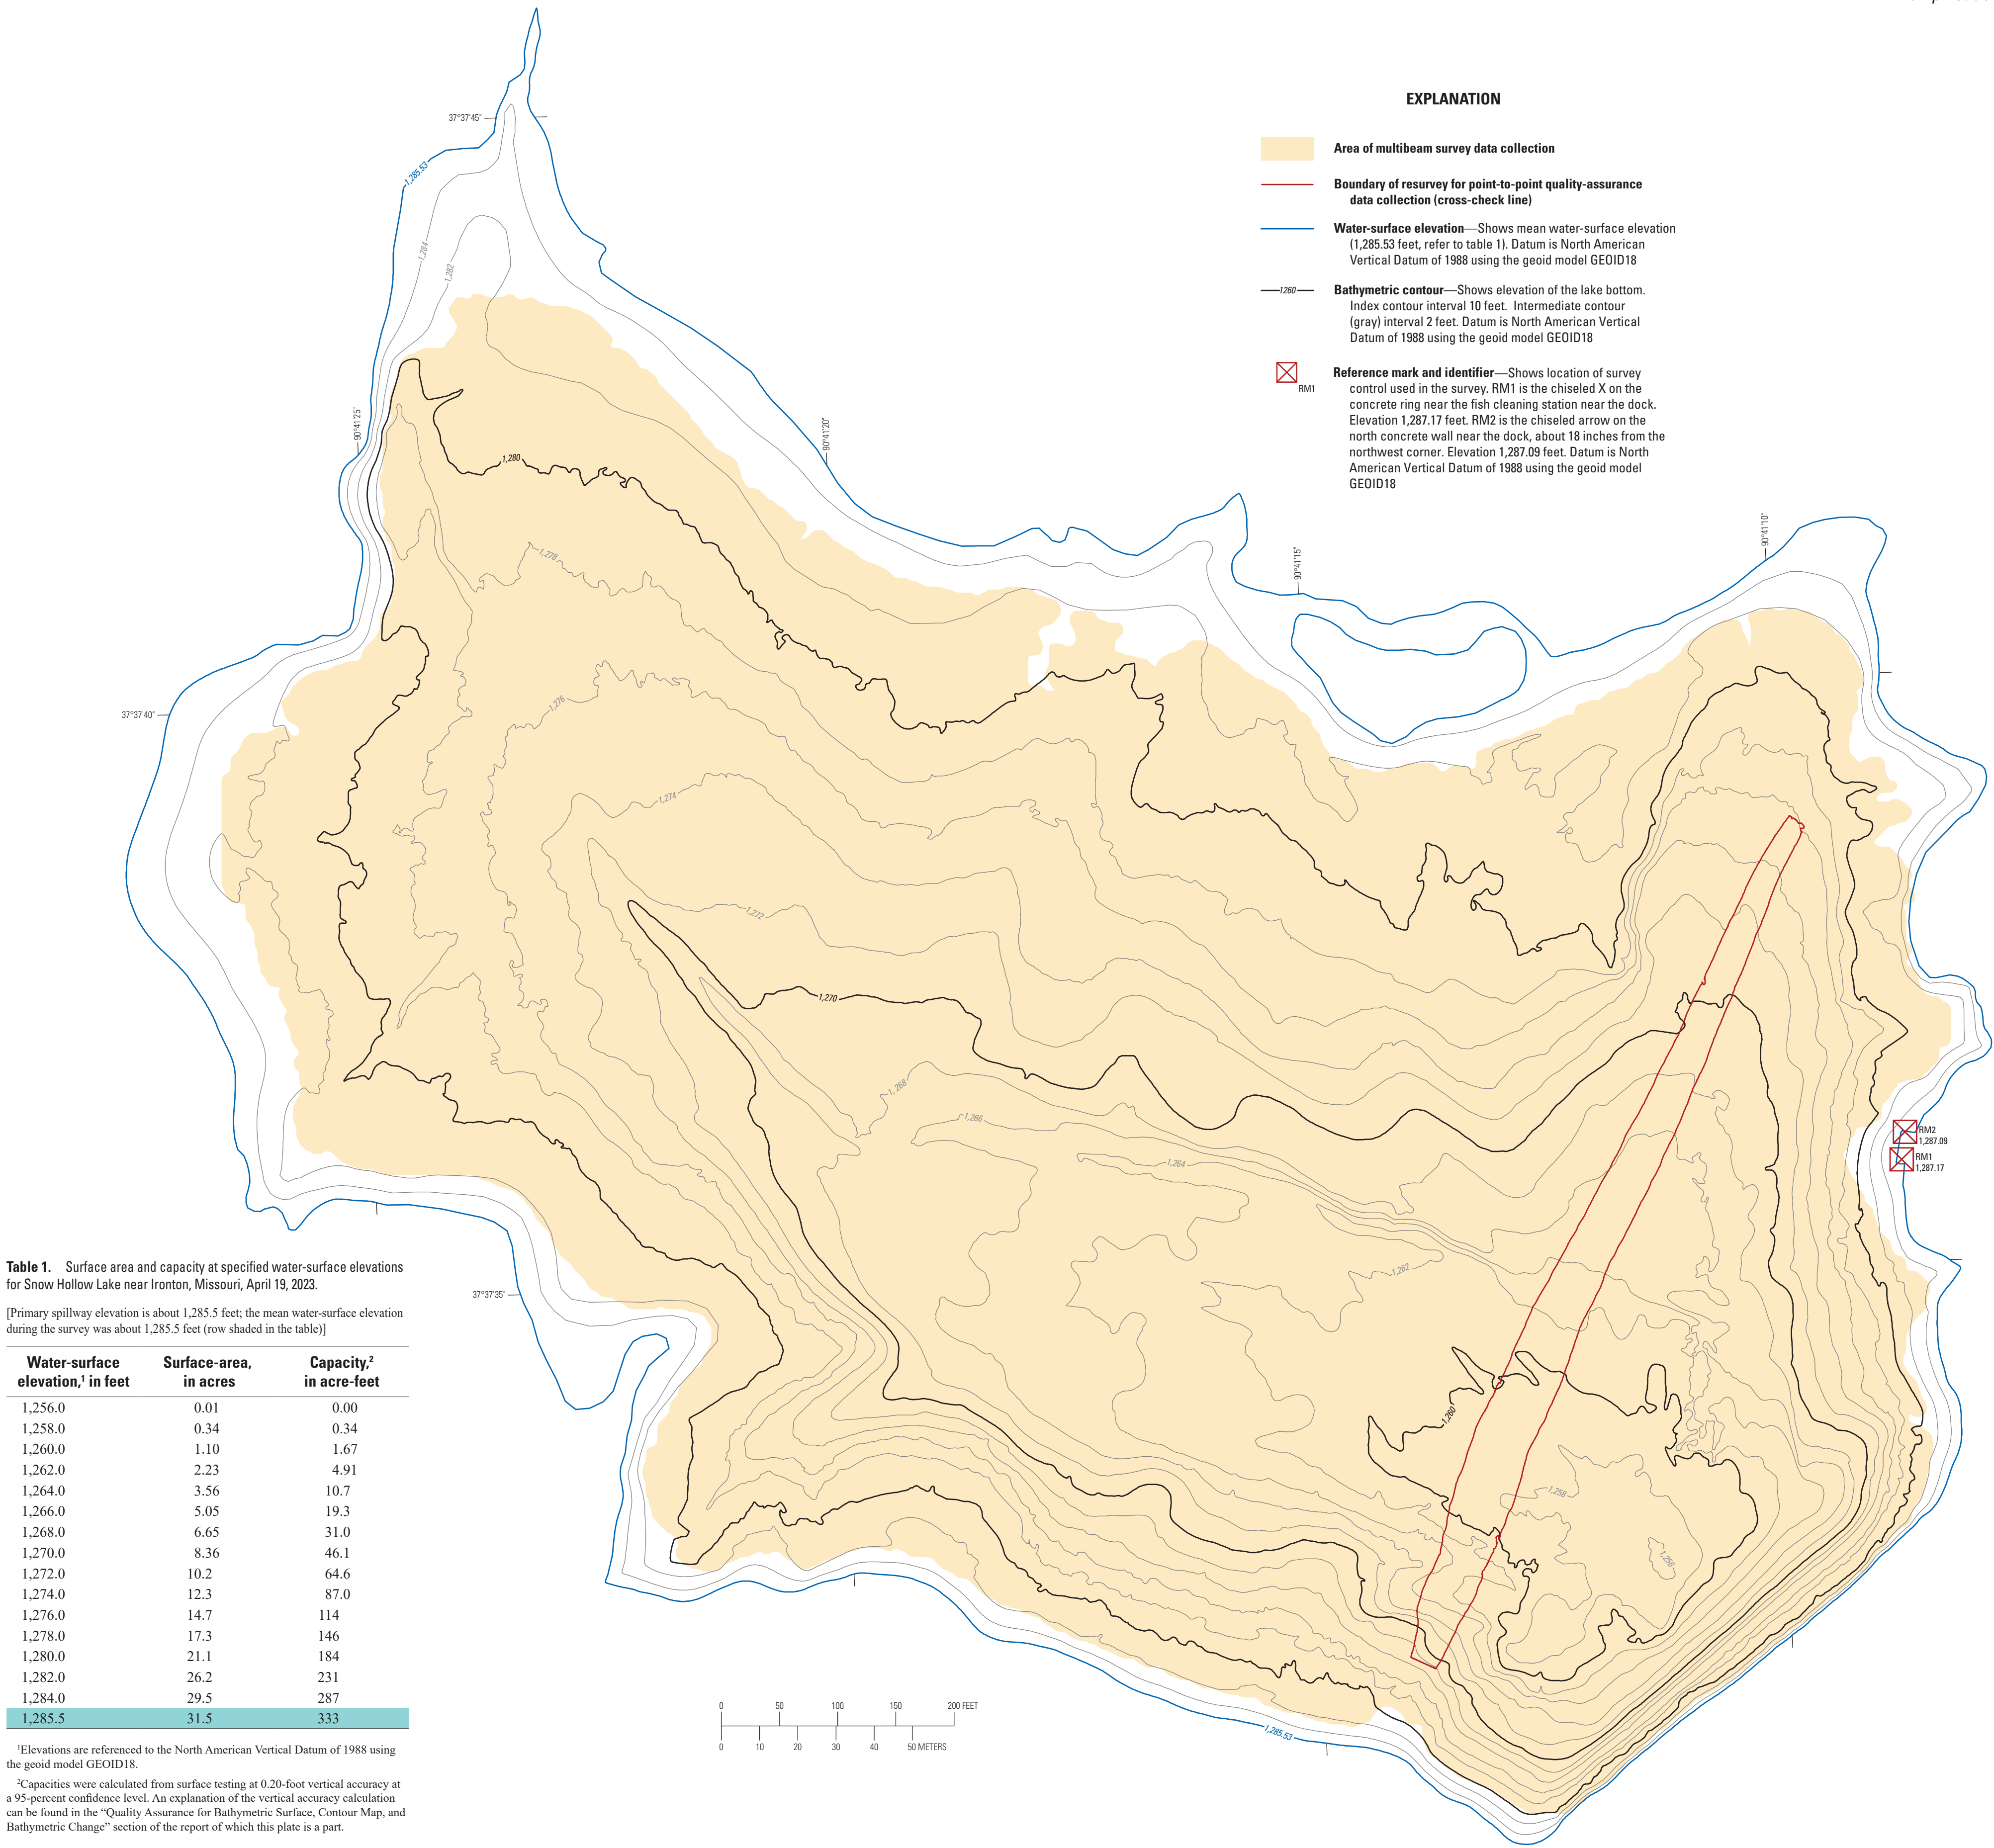 EXPLANATION
Area of multibeam survey data collection
Boundary of resurvey for point-to-point quality-assurance
data collection (cross-check line)
Water-surface elevation—Shows mean water-surface elevation
(1,285.53 feet, refer to table 1). Datum is North American
Vertical Datum of 1988 using the geoid model GEOID18
1260
Bathymetric contour—Shows elevation of the lake bottom.
Index contour interval 10 feet. Intermediate contour
(gray) interval 2 feet. Datum is North American Vertical
Datum of 1988 using the geoid model GEOID18
RM1
Reference mark and identifier—Shows location of survey
control used in the survey. RM1 is the chiseled X on the
concrete ring near the fish cleaning station near the dock.
Elevation 1,287.17 feet. RM2 is the chiseled arrow on the
north concrete wall near the dock, about 18 inches from the
northwest corner. Elevation 1,287.09 feet. Datum is North
American Vertical Datum of 1988 using the geoid model
GEOID18
37°37'45"
1,285.53
1,284
1,282
90°41'25"
90°41'20"
1,280
90°41'15"
90°41'10"
1,278
37°37'40"
1,276
1,274
1,272
1,270
1,268
1,266
1,264
RM2
1,287.09
RM1
1,287.17
1,262
37°37'35"
1,260
1,258
1,256
0 50 100 150 200 FEET
0 10 20 30 40 50 METERS
1,285.53
Table 1. Surface area and capacity at specified water-surface elevations
for Snow Hollow Lake near Ironton, Missouri, April 19, 2023.
[Primary spillway elevation is about 1,285.5 feet; the mean water-surface elevation
during the survey was about 1,285.5 feet (row shaded in the table)]
Water-surface Surface-area, Capacity,2
elevation,1 in feet in acres in acre-feet
1,256.0 0.01 0.00
1,258.0 0.34 0.34
1,260.0 1.10 1.67
1,262.0 2.23 4.91
1,264.0 3.56 10.7
1,266.0 5.05 19.3
1,268.0 6.65 31.0
1,270.0 8.36 46.1
1,272.0 10.2 64.6
1,274.0 12.3 87.0
1,276.0 14.7 114
1,278.0 17.3 146
1,280.0 21.1 184
1,282.0 26.2 231
1,284.0 29.5 287
1,285.5 31.5 333
1Elevations are referenced to the North American Vertical Datum of 1988 using
the geoid model GEOID18.
2Capacities were calculated from surface testing at 0.20-foot vertical accuracy at
a 95-percent confidence level. An explanation of the vertical accuracy calculation
can be found in the “Quality Assurance for Bathymetric Surface, Contour Map, and
Bathymetric Change” section of the report of which this plate is a part.